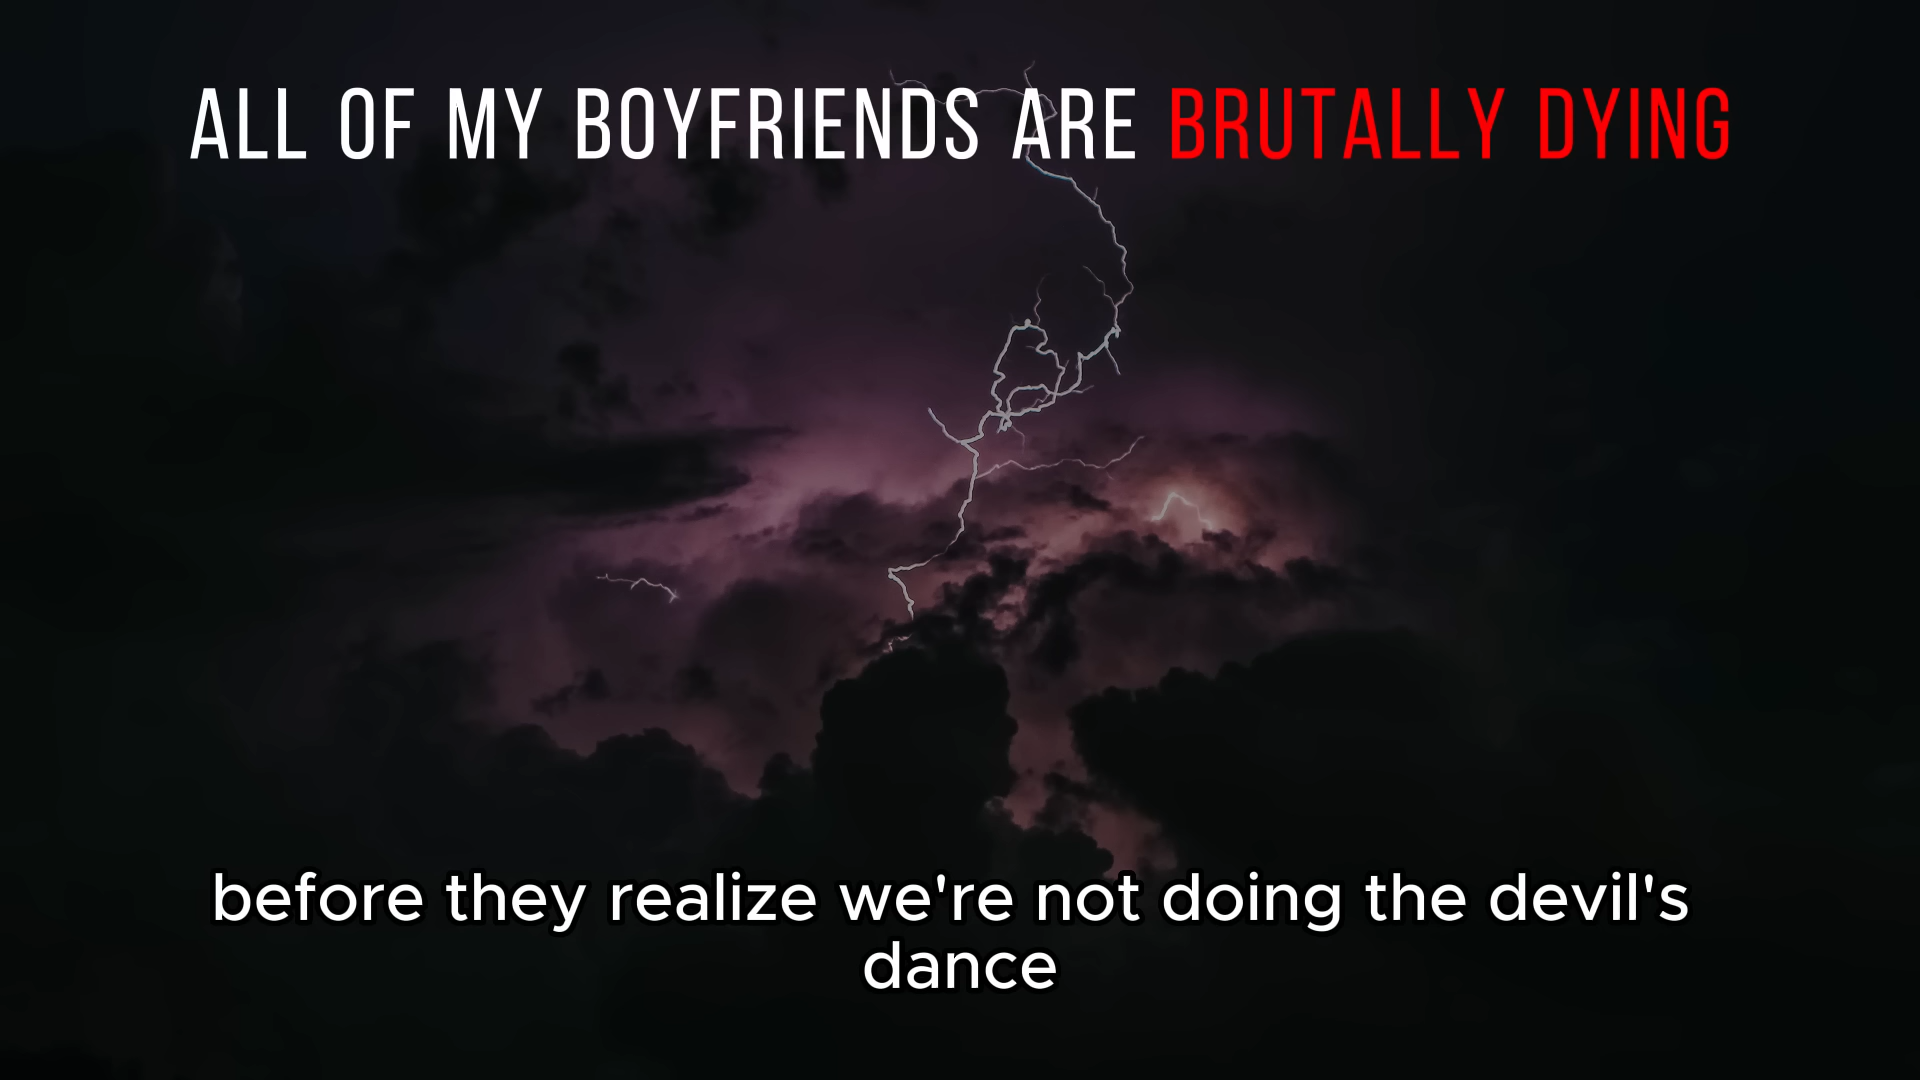 ALL OF MY BOYFRIENDS ARE BRUTALLY DYING
before they realize we're not doing the devil's
dance